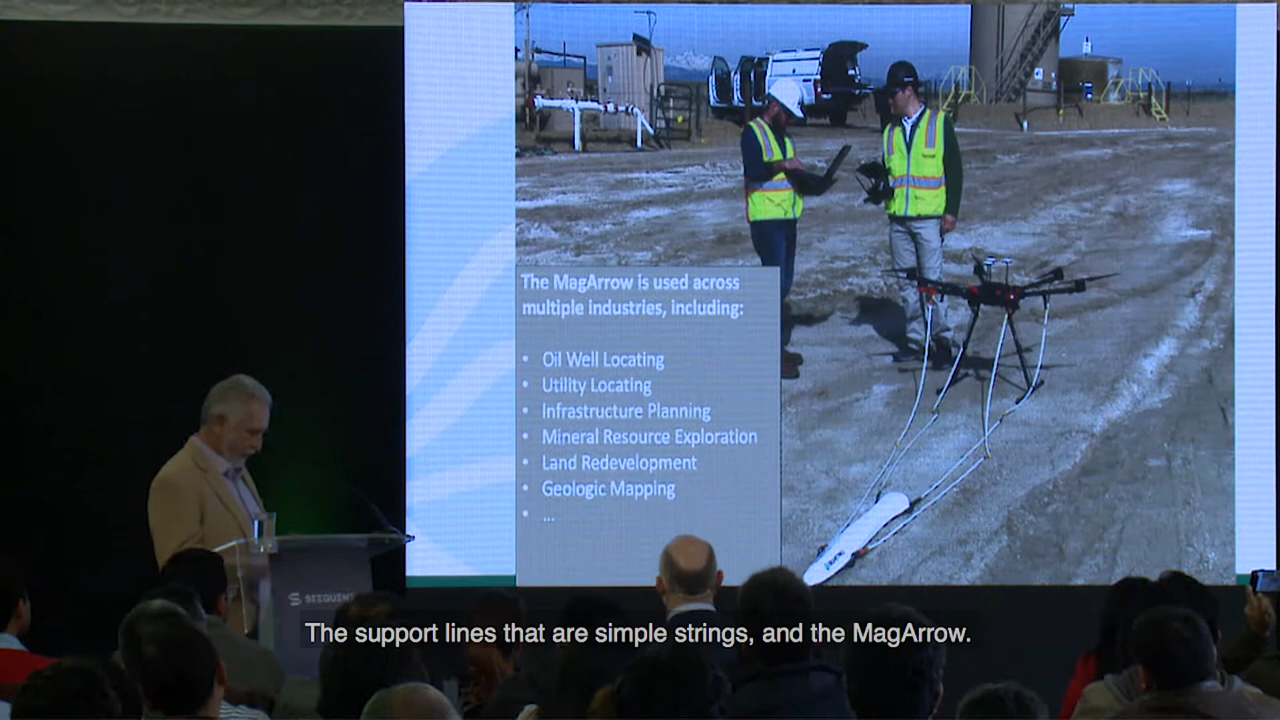 The MagArrow is used across
multiple industries, including:
• Oil Well Locating
• Utility Locating
• Infrastructure Planning
• Mineral Resource Exploration
• Land Redevelopment
• Geologic Mapping
• ...
SEEQUENT
The support lines that are simple strings, and the MagArrow.